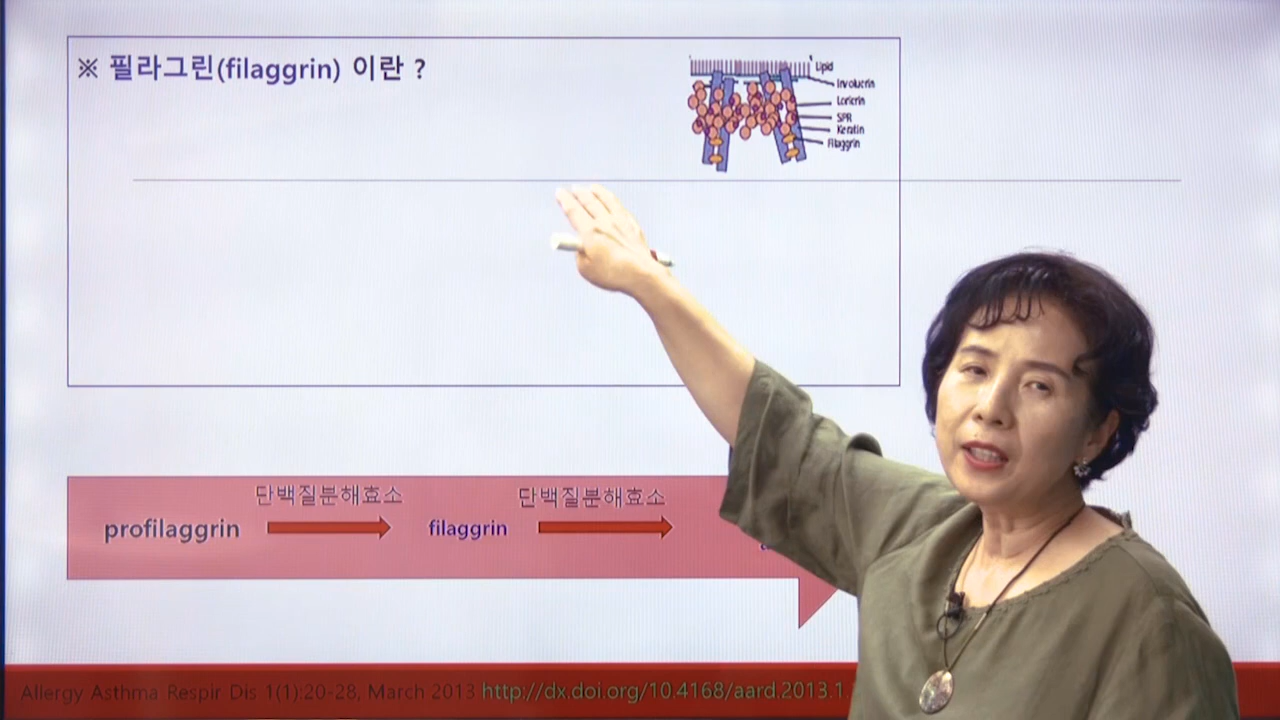 ※ 필라그린(filaggrin) 이란 ?
Lipid
Involucrin
Loricrin
SPR
Keratin
Filaggrin
단백질분해효소 단백질분해효소
profilaggrin filaggrin
Allergy Asthma Respir Dis 1(1):20-28, March 2013 http://dx.doi.org/10.4168/aard.2013.1